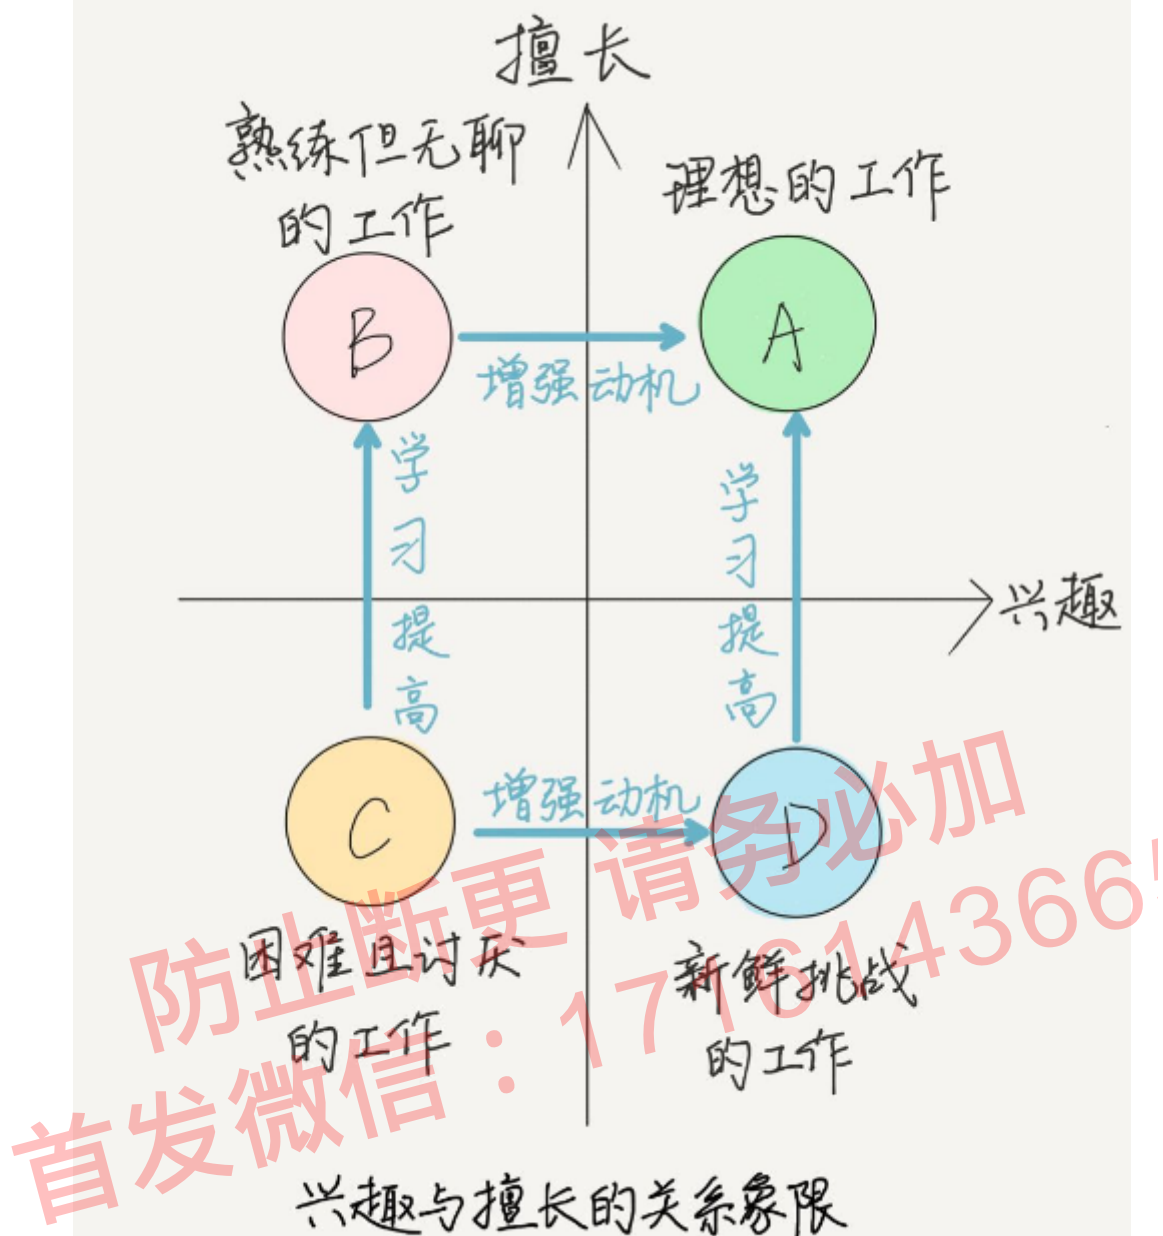 擅长
熟练但无聊
的工作
理想的工作
B
A
增强动机
学习提高
学习提高
兴趣
增强动机
C
D
困难且讨厌
的工作
新鲜挑战
的工作
防止断更 请务必加
首发微信：1716143665
兴趣与擅长的关系象限